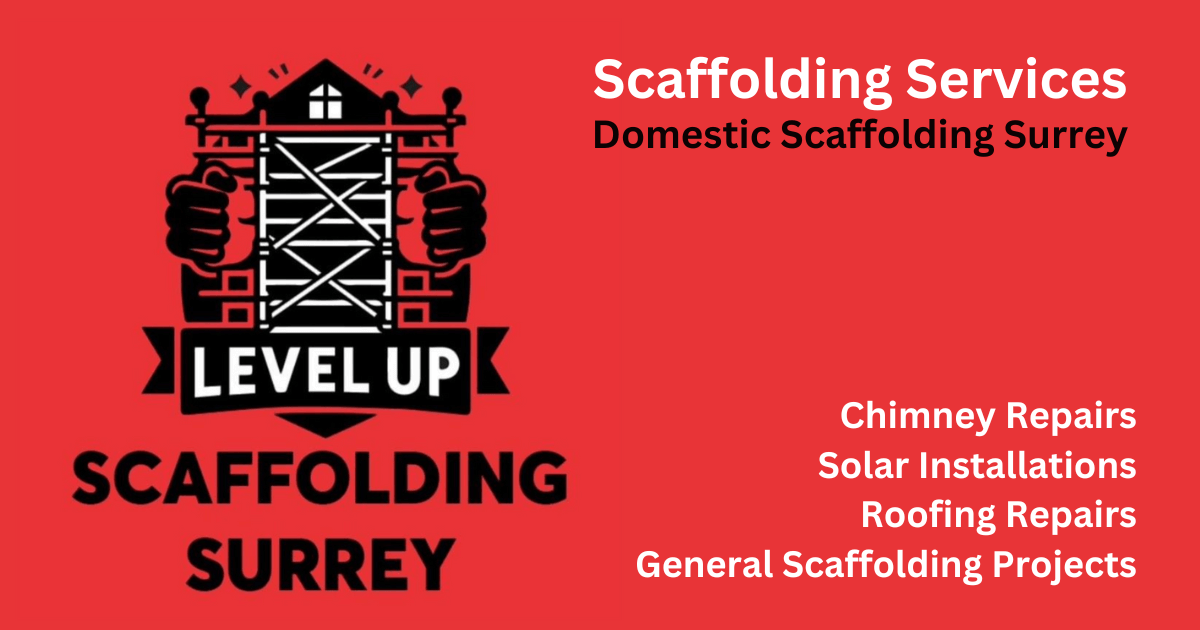 LEVEL UP
SCAFFOLDING
SURREY
Scaffolding Services
Domestic Scaffolding Surrey
Chimney Repairs
Solar Installations
Roofing Repairs
General Scaffolding Projects